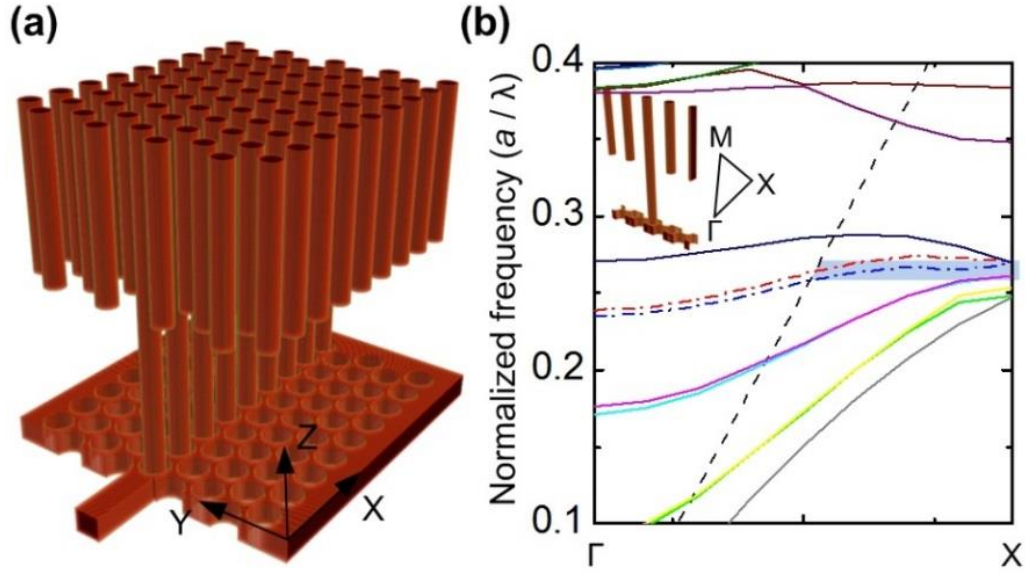 (a)
Z
Y
X
(b)
Normalized frequency (a / λ)
0.4
0.3
0.2
0.1
M
X
Γ
Γ
X